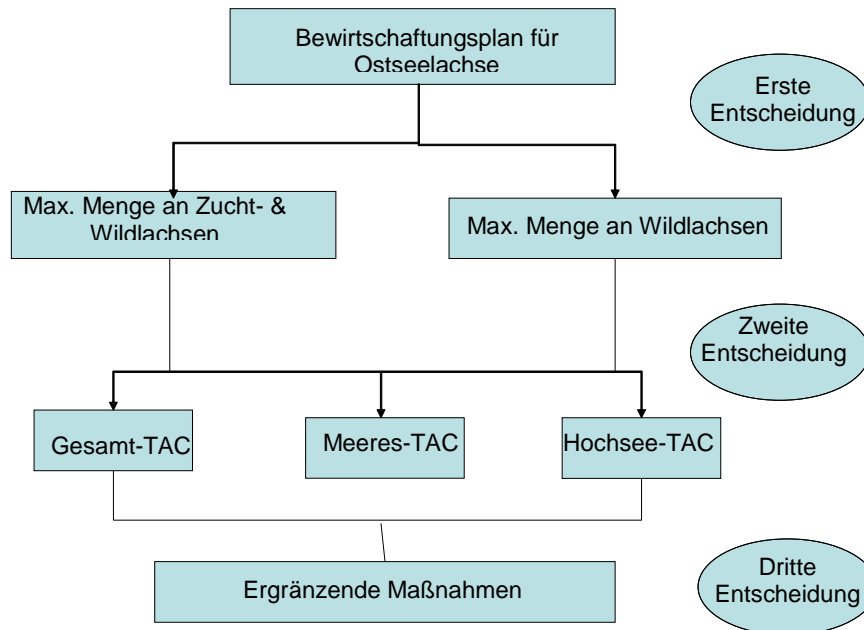 Bewirtschaftungsplan für
Ostseelachse
Erste
Entscheidung
Max. Menge an Zucht- &
Wildlachsen
Max. Menge an Wildlachsen
Zweite
Entscheidung
Gesamt-TAC
Meeres-TAC
Hochsee-TAC
Ergränzende Maßnahmen
Dritte
Entscheidung